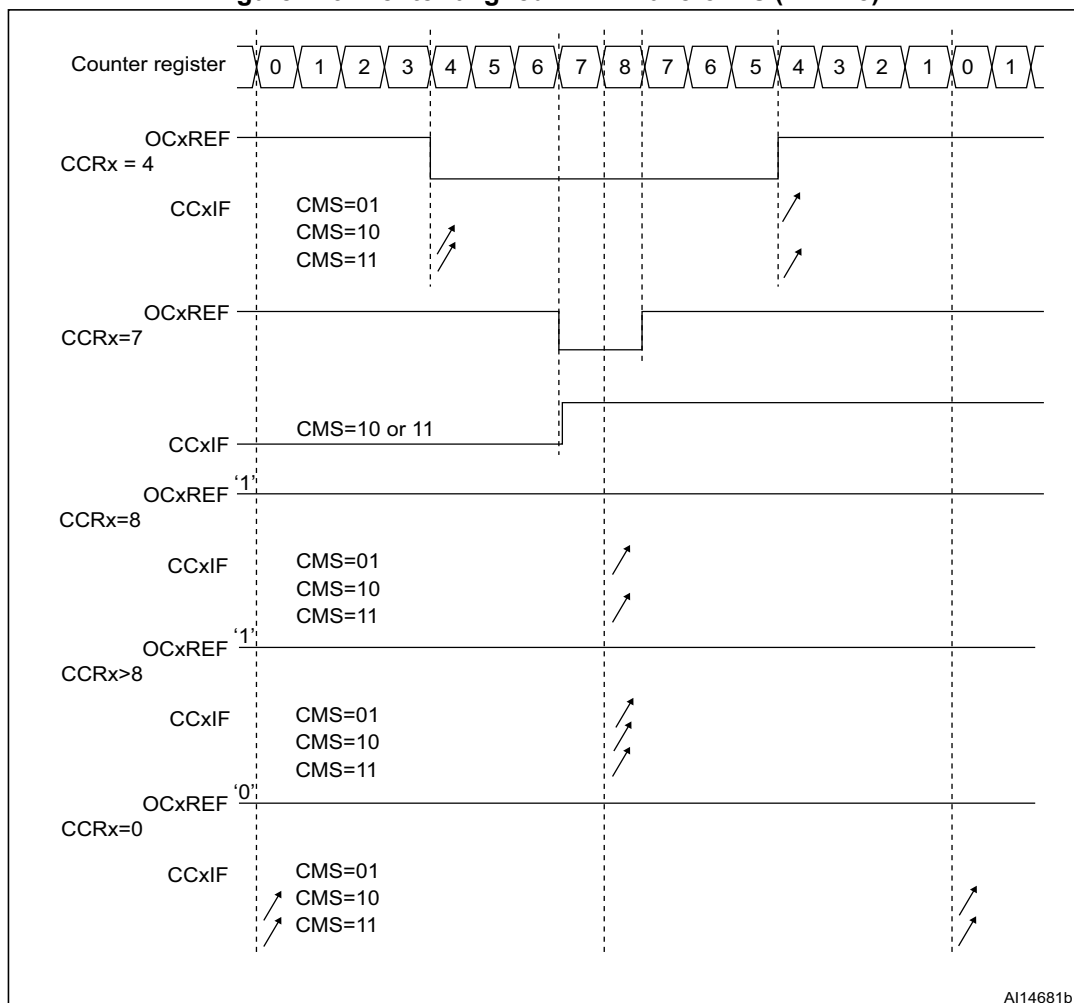 Counter register 0 1 2 3 4 5 6 7 8 7 6 5 4 3 2 1 0 1
OCxREF
CCRx = 4
CCxIF
CMS=01
CMS=10
CMS=11
OCxREF
CCRx=7
CMS=10 or 11
CCxIF
OCxREF '1'
CCRx=8
CCxIF
CMS=01
CMS=10
CMS=11
OCxREF '1'
CCRx>8
CCxIF
CMS=01
CMS=10
CMS=11
OCxREF '0'
CCRx=0
CCxIF
CMS=01
CMS=10
CMS=11
AI14681b